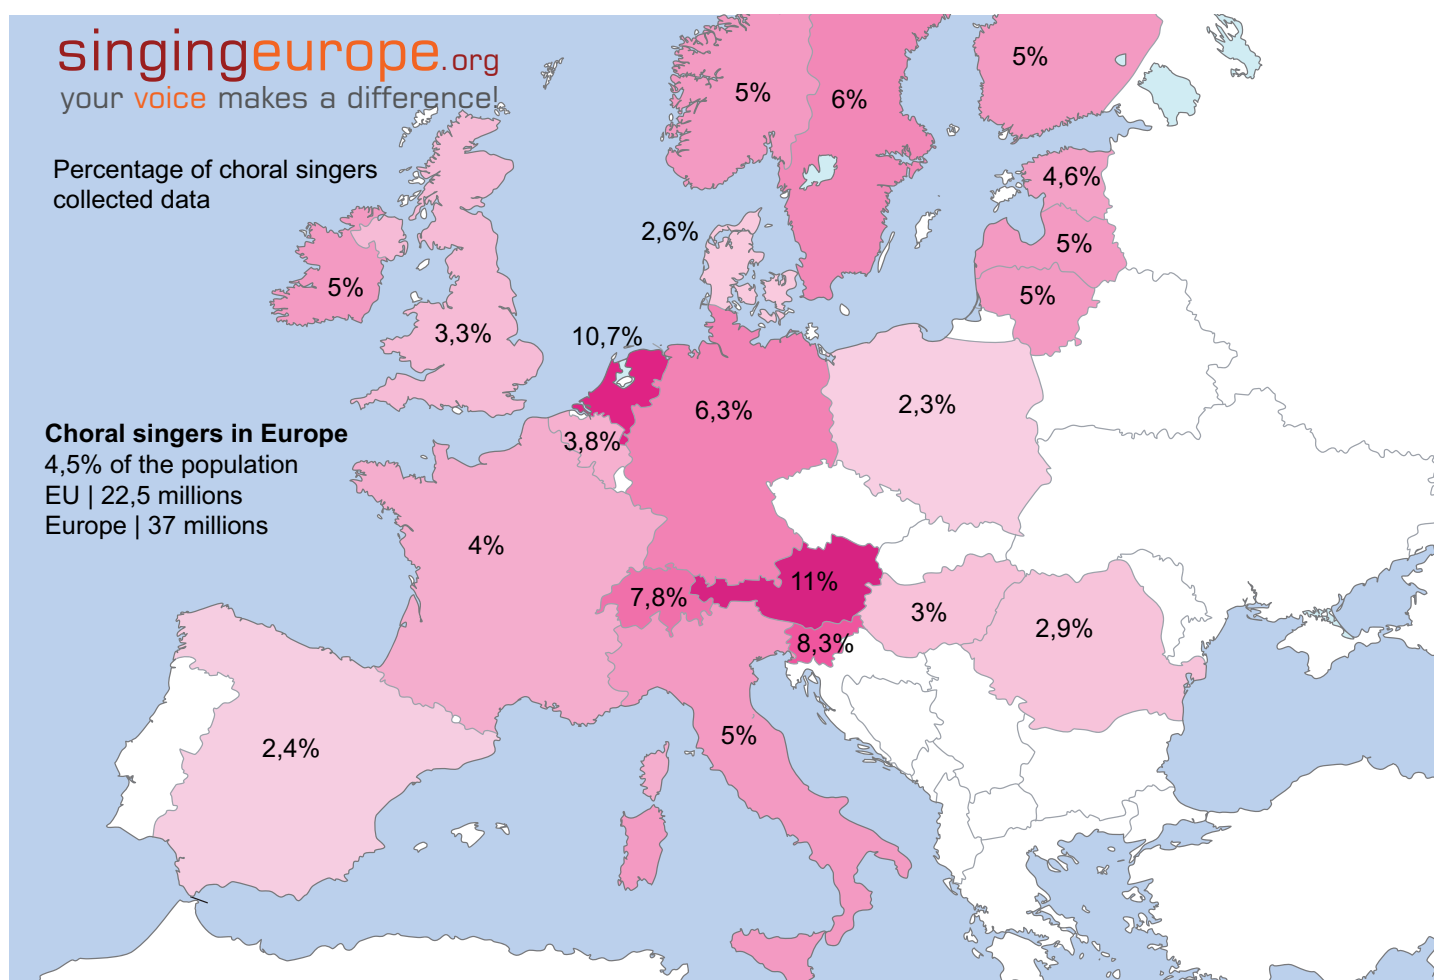 singingeurope.org
your voice makes a difference!
Percentage of choral singers
collected data
5%
5%
6%
4,6%
2,6%
5%
5%
5%
3,3%
10,7%
6,3%
2,3%
3,8%
Choral singers in Europe
4,5% of the population
EU | 22,5 millions
Europe | 37 millions
4%
11%
7,8%
3%
2,9%
8,3%
5%
2,4%